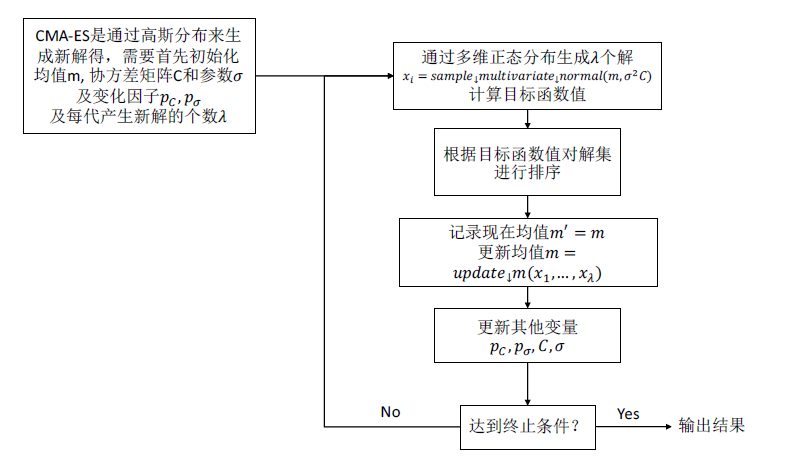 CMA-ES是通过高斯分布来生
成新解得，需要首先初始化
均值m, 协方差矩阵C和参数σ
及变化因子p_C, p_σ
及每代产生新解的个数λ
通过多维正态分布生成λ个解
x_i = sample↓multivariate↓normal(m, σ²C)
计算目标函数值
根据目标函数值对解集
进行排序
记录现在均值m′ = m
更新均值m =
update↓m(x_1, … , x_λ)
更新其他变量
p_C, p_σ, C, σ
达到终止条件？
No
Yes
输出结果